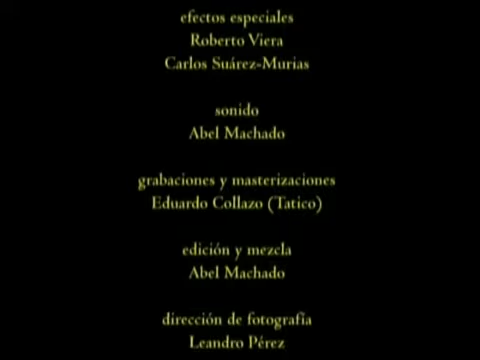 efectos especiales
Roberto Viera
Carlos Suárez-Murias
sonido
Abel Machado
grabaciones y masterizaciones
Eduardo Collazo (Tatico)
edición y mezcla
Abel Machado
dirección de fotografía
Leandro Pérez